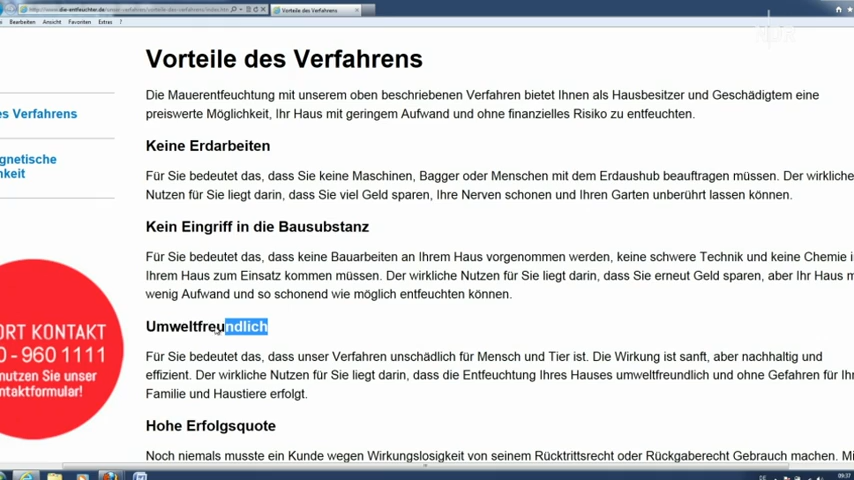 Vorteile des Verfahrens
Bearbeiten Ansicht Favoriten Extras ?
NDR
Vorteile des Verfahrens
Die Mauerentfeuchtung mit unserem oben beschriebenen Verfahren bietet Ihnen als Hausbesitzer und Geschädigtem eine
preiswerte Möglichkeit, Ihr Haus mit geringem Aufwand und ohne finanzielles Risiko zu entfeuchten.
es Verfahrens
Keine Erdarbeiten
gnetische
keit
Für Sie bedeutet das, dass Sie keine Maschinen, Bagger oder Menschen mit dem Erdaushub beauftragen müssen. Der wirkliche
Nutzen für Sie liegt darin, dass Sie viel Geld sparen, Ihre Nerven schonen und Ihren Garten unberührt lassen können.
Kein Eingriff in die Bausubstanz
Für Sie bedeutet das, dass keine Bauarbeiten an Ihrem Haus vorgenommen werden, keine schwere Technik und keine Chemie i
Ihrem Haus zum Einsatz kommen müssen. Der wirkliche Nutzen für Sie liegt darin, dass Sie erneut Geld sparen, aber Ihr Haus m
wenig Aufwand und so schonend wie möglich entfeuchten können.
Umweltfreundlich
Für Sie bedeutet das, dass unser Verfahren unschädlich für Mensch und Tier ist. Die Wirkung ist sanft, aber nachhaltig und
effizient. Der wirkliche Nutzen für Sie liegt darin, dass die Entfeuchtung Ihres Hauses umweltfreundlich und ohne Gefahren für Ihr
Familie und Haustiere erfolgt.
ORT KONTAKT
0 - 960 1111
nutzen Sie unser
ntaktformular!
Hohe Erfolgsquote
Noch niemals musste ein Kunde wegen Wirkungslosigkeit von seinem Rücktrittsrecht oder Rückgaberecht Gebrauch machen. Mi
DE
09:37